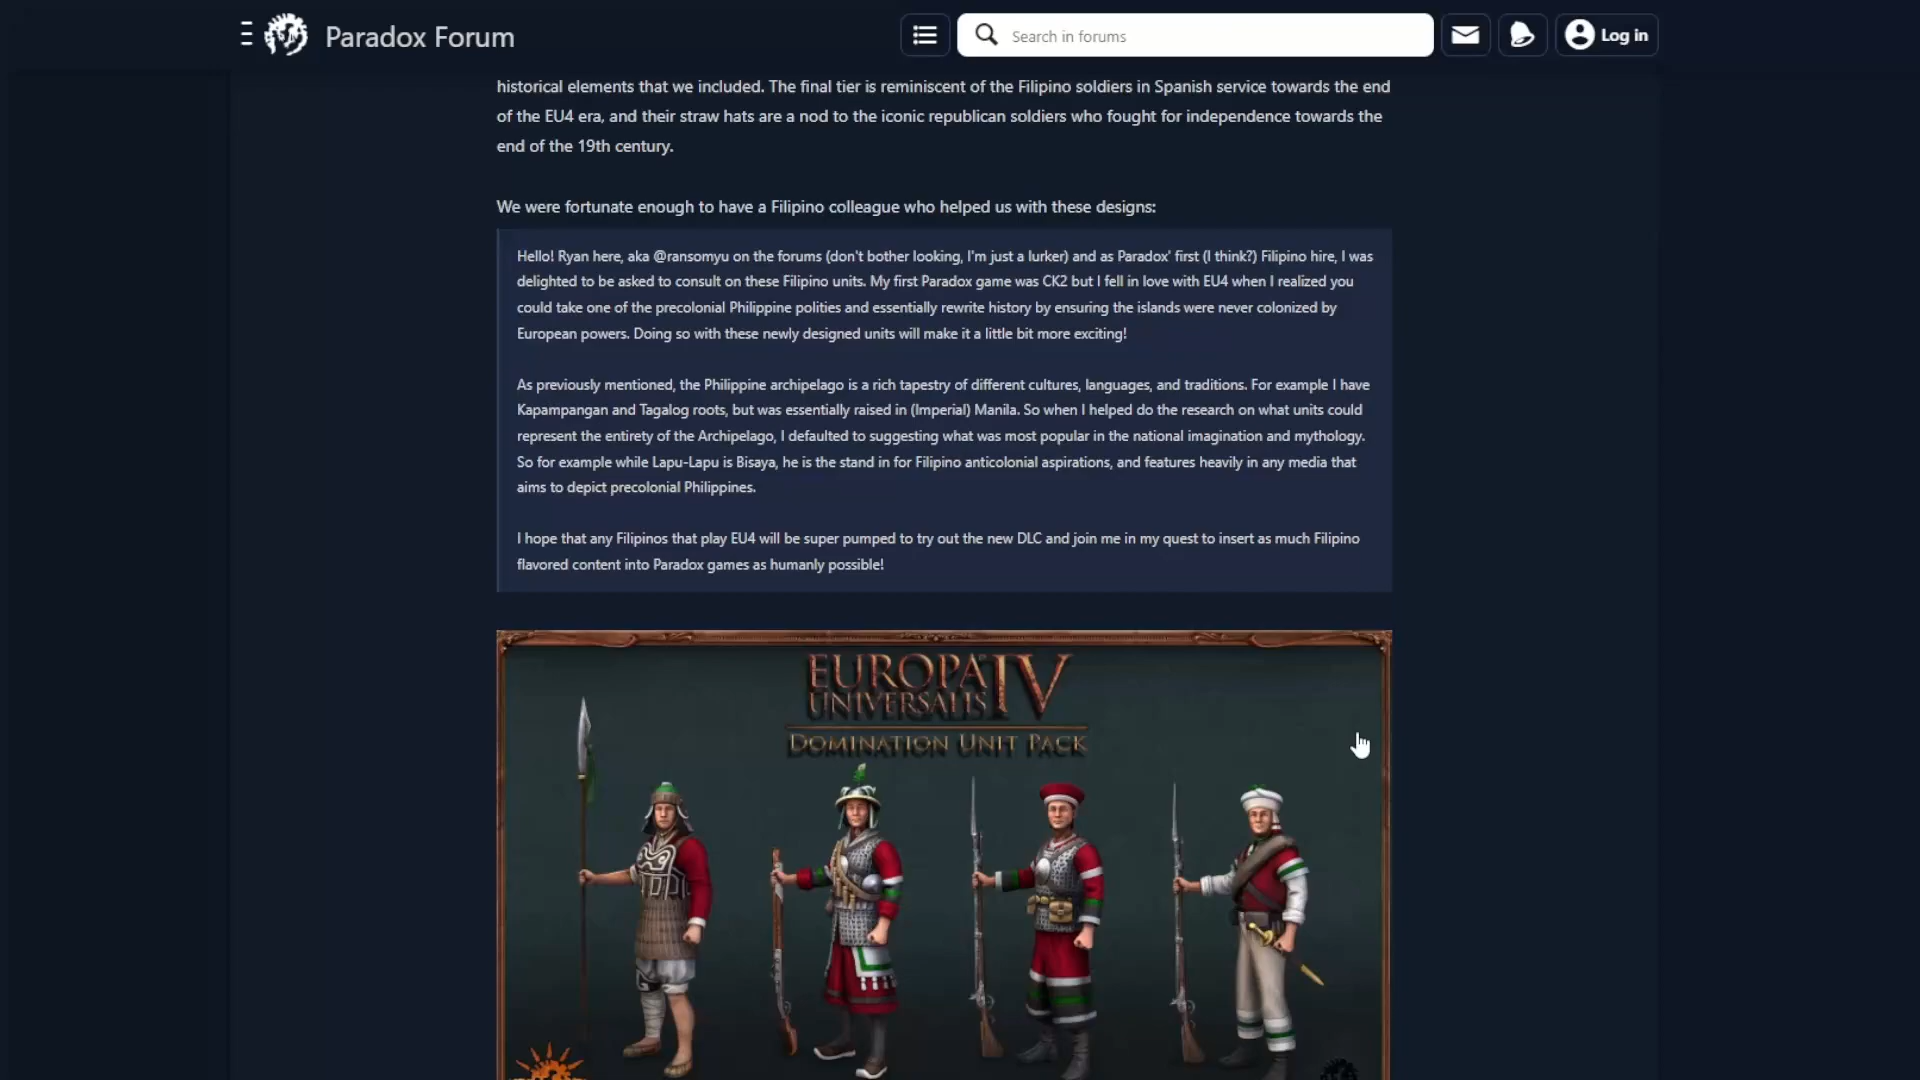 Paradox Forum
Search in forums
Log in
historical elements that we included. The final tier is reminiscent of the Filipino soldiers in Spanish service towards the end
of the EU4 era, and their straw hats are a nod to the iconic republican soldiers who fought for independence towards the
end of the 19th century.
We were fortunate enough to have a Filipino colleague who helped us with these designs:
Hello! Ryan here, aka @ransomyu on the forums (don't bother looking, I'm just a lurker) and as Paradox' first (I think?) Filipino hire, I was
delighted to be asked to consult on these Filipino units. My first Paradox game was CK2 but I fell in love with EU4 when I realized you
could take one of the precolonial Philippine polities and essentially rewrite history by ensuring the islands were never colonized by
European powers. Doing so with these newly designed units will make it a little bit more exciting!
As previously mentioned, the Philippine archipelago is a rich tapestry of different cultures, languages, and traditions. For example I have
Kapampangan and Tagalog roots, but was essentially raised in (Imperial) Manila. So when I helped do the research on what units could
represent the entirety of the Archipelago, I defaulted to suggesting what was most popular in the national imagination and mythology.
So for example while Lapu-Lapu is Bisaya, he is the stand in for Filipino anticolonial aspirations, and features heavily in any media that
aims to depict precolonial Philippines.
I hope that any Filipinos that play EU4 will be super pumped to try out the new DLC and join me in my quest to insert as much Filipino
flavored content into Paradox games as humanly possible!
EUROPA
UNIVERSALIS IV
DOMINATION UNIT PACK